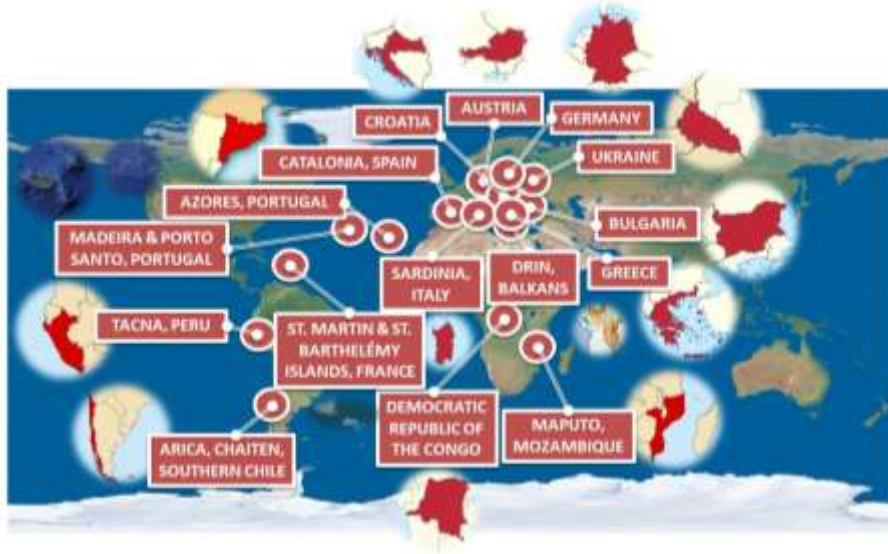 AUSTRIA
CROATIA
GERMANY
CATALONIA, SPAIN
UKRAINE
AZORES, PORTUGAL
BULGARIA
MADEIRA & PORTO
SANTO, PORTUGAL
SARDINIA,
ITALY
DRIN,
BALKANS
GREECE
TACNA, PERU
ST. MARTIN & ST.
BARTHELÉMY
ISLANDS, FRANCE
DEMOCRATIC
REPUBLIC OF
THE CONGO
MAPUTO,
MOZAMBIQUE
ARICA, CHAITEN,
SOUTHERN CHILE